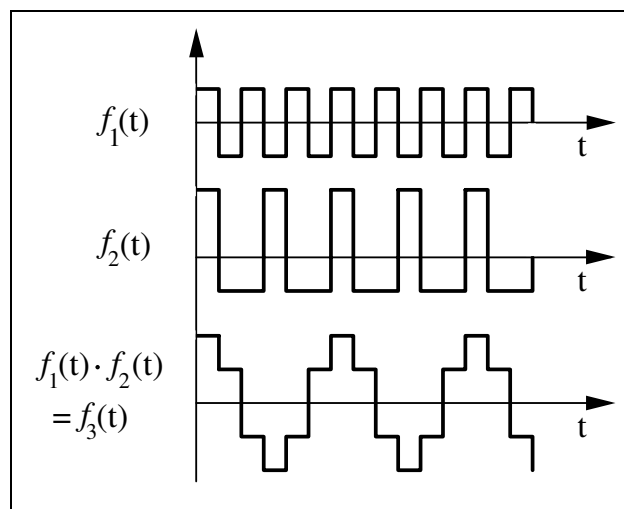 f₁(t)
t
f₂(t)
t
f₁(t) · f₂(t)
= f₃(t)
t